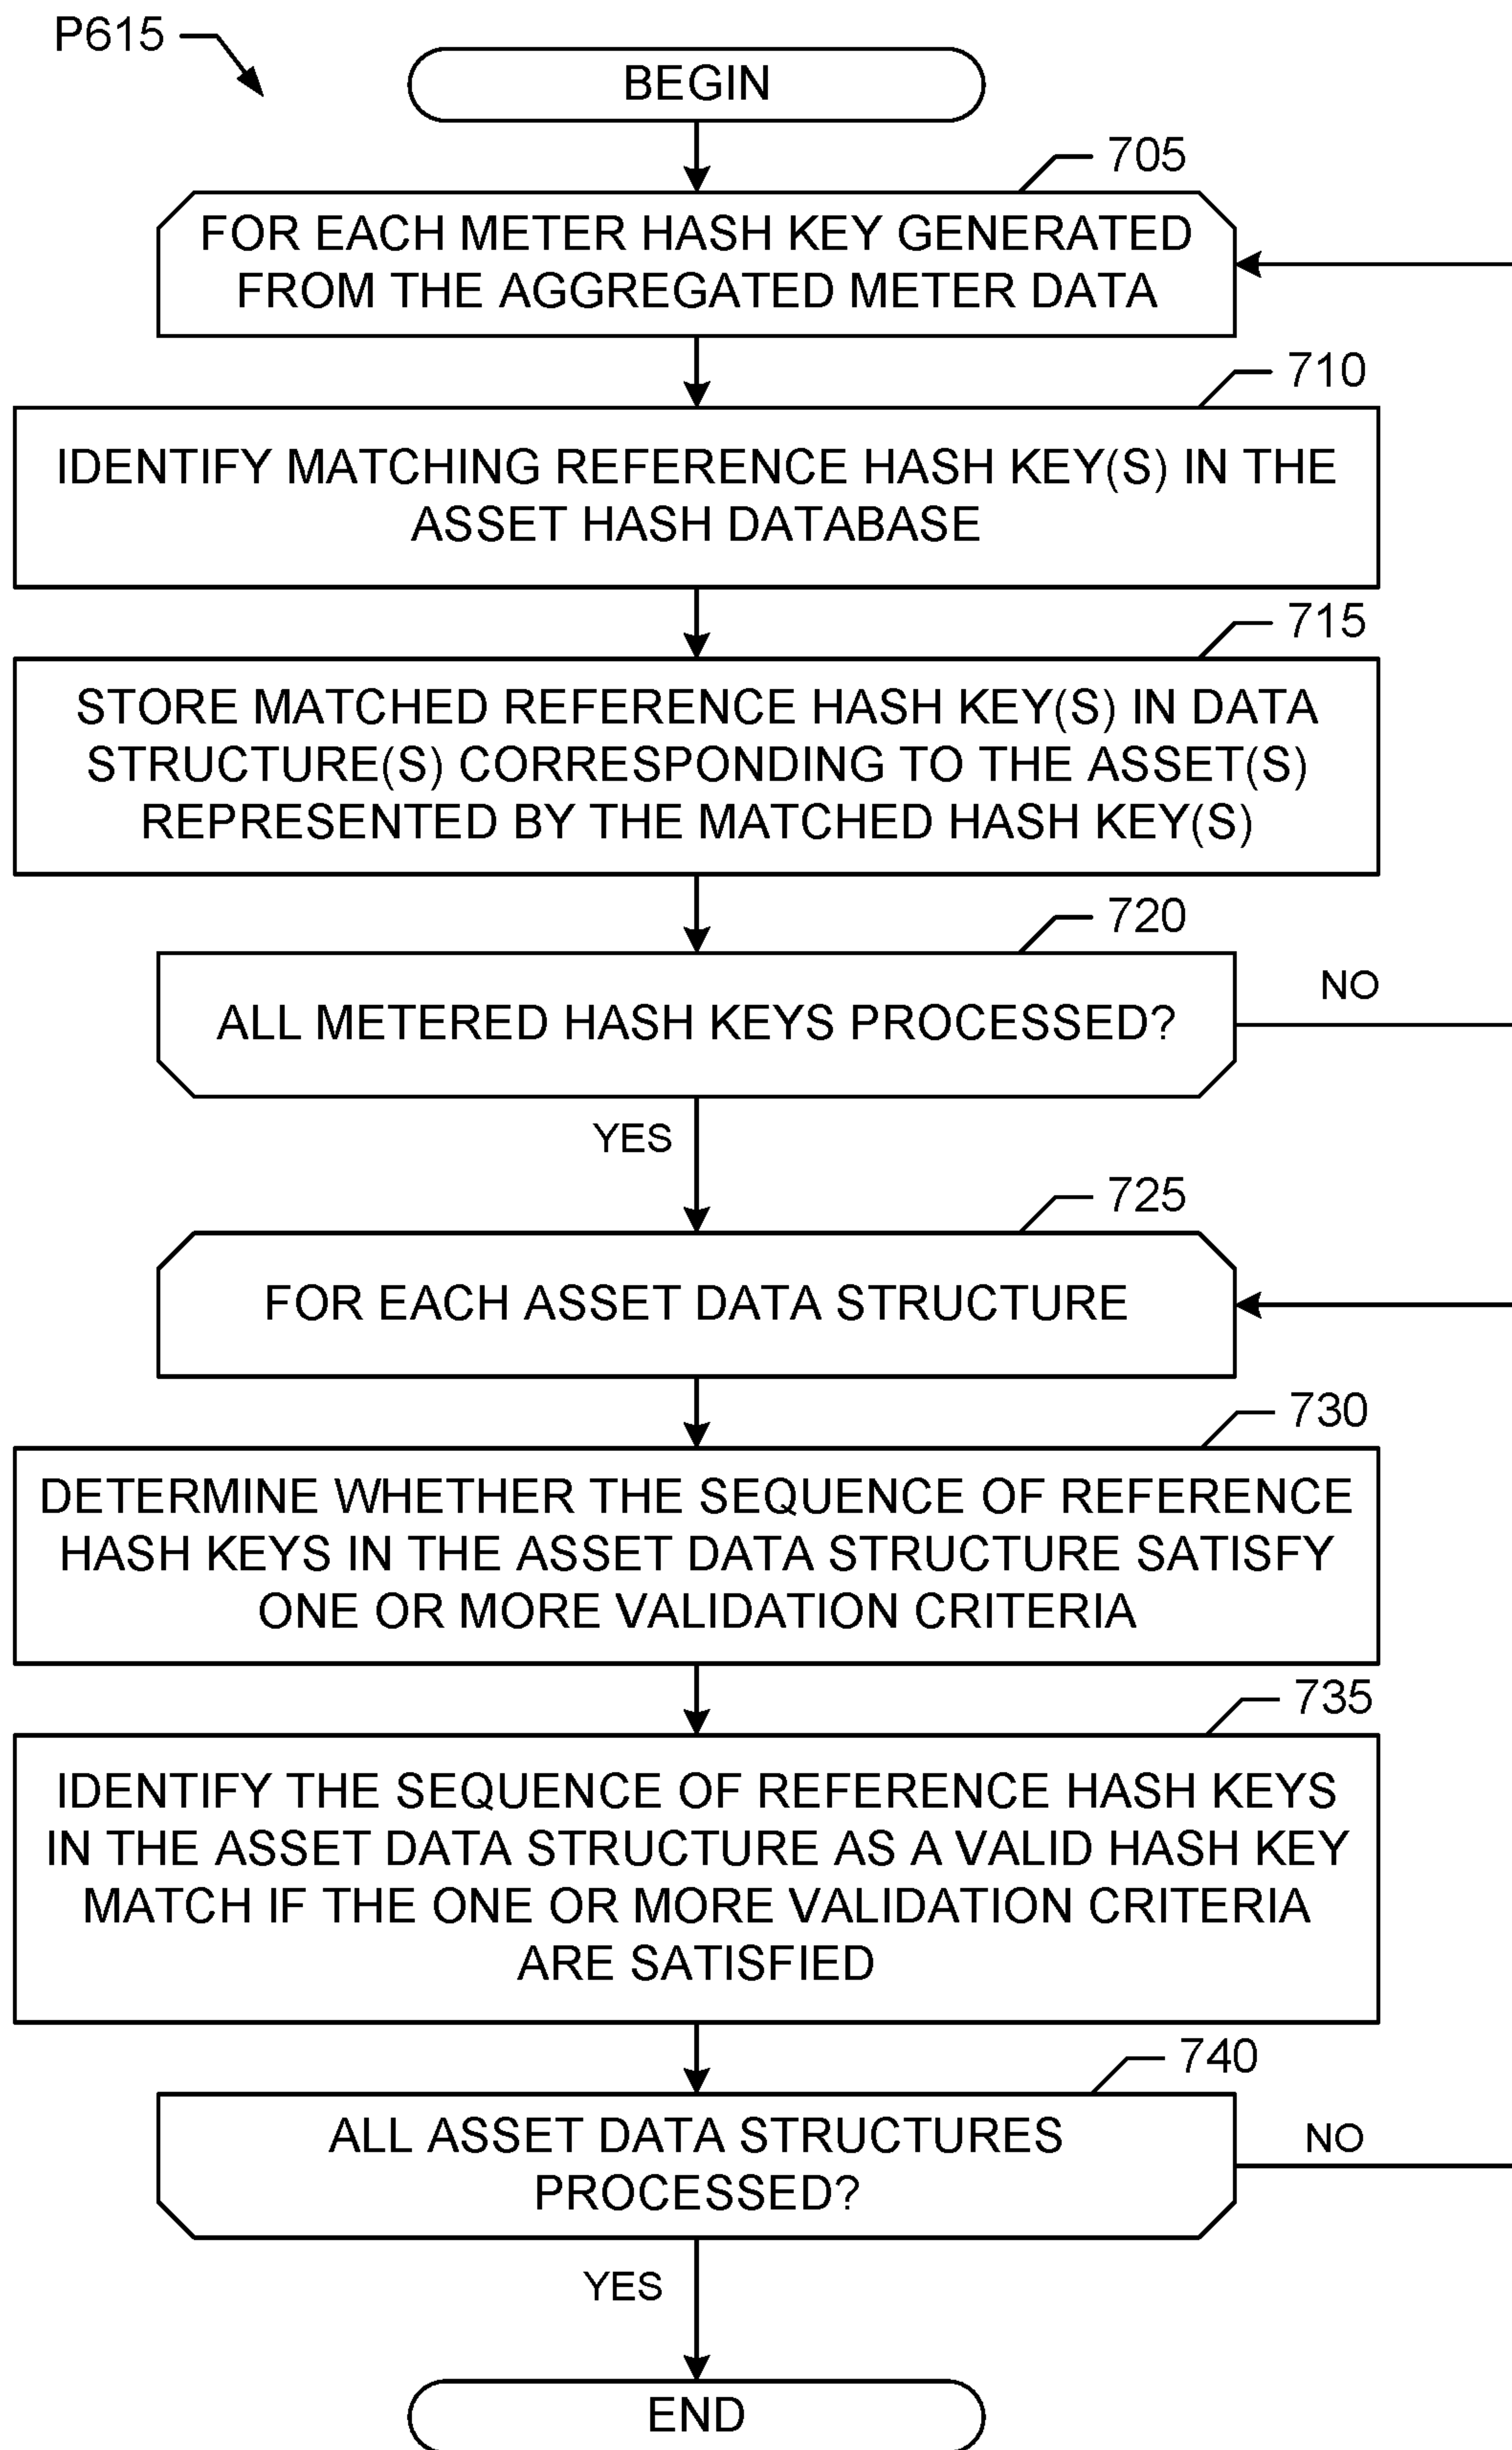 P615
BEGIN
705
FOR EACH METER HASH KEY GENERATED
FROM THE AGGREGATED METER DATA
710
IDENTIFY MATCHING REFERENCE HASH KEY(S) IN THE
ASSET HASH DATABASE
715
STORE MATCHED REFERENCE HASH KEY(S) IN DATA
STRUCTURE(S) CORRESPONDING TO THE ASSET(S)
REPRESENTED BY THE MATCHED HASH KEY(S)
720
ALL METERED HASH KEYS PROCESSED?
NO
YES
725
FOR EACH ASSET DATA STRUCTURE
730
DETERMINE WHETHER THE SEQUENCE OF REFERENCE
HASH KEYS IN THE ASSET DATA STRUCTURE SATISFY
ONE OR MORE VALIDATION CRITERIA
735
IDENTIFY THE SEQUENCE OF REFERENCE HASH KEYS
IN THE ASSET DATA STRUCTURE AS A VALID HASH KEY
MATCH IF THE ONE OR MORE VALIDATION CRITERIA
ARE SATISFIED
740
ALL ASSET DATA STRUCTURES
PROCESSED?
NO
YES
END